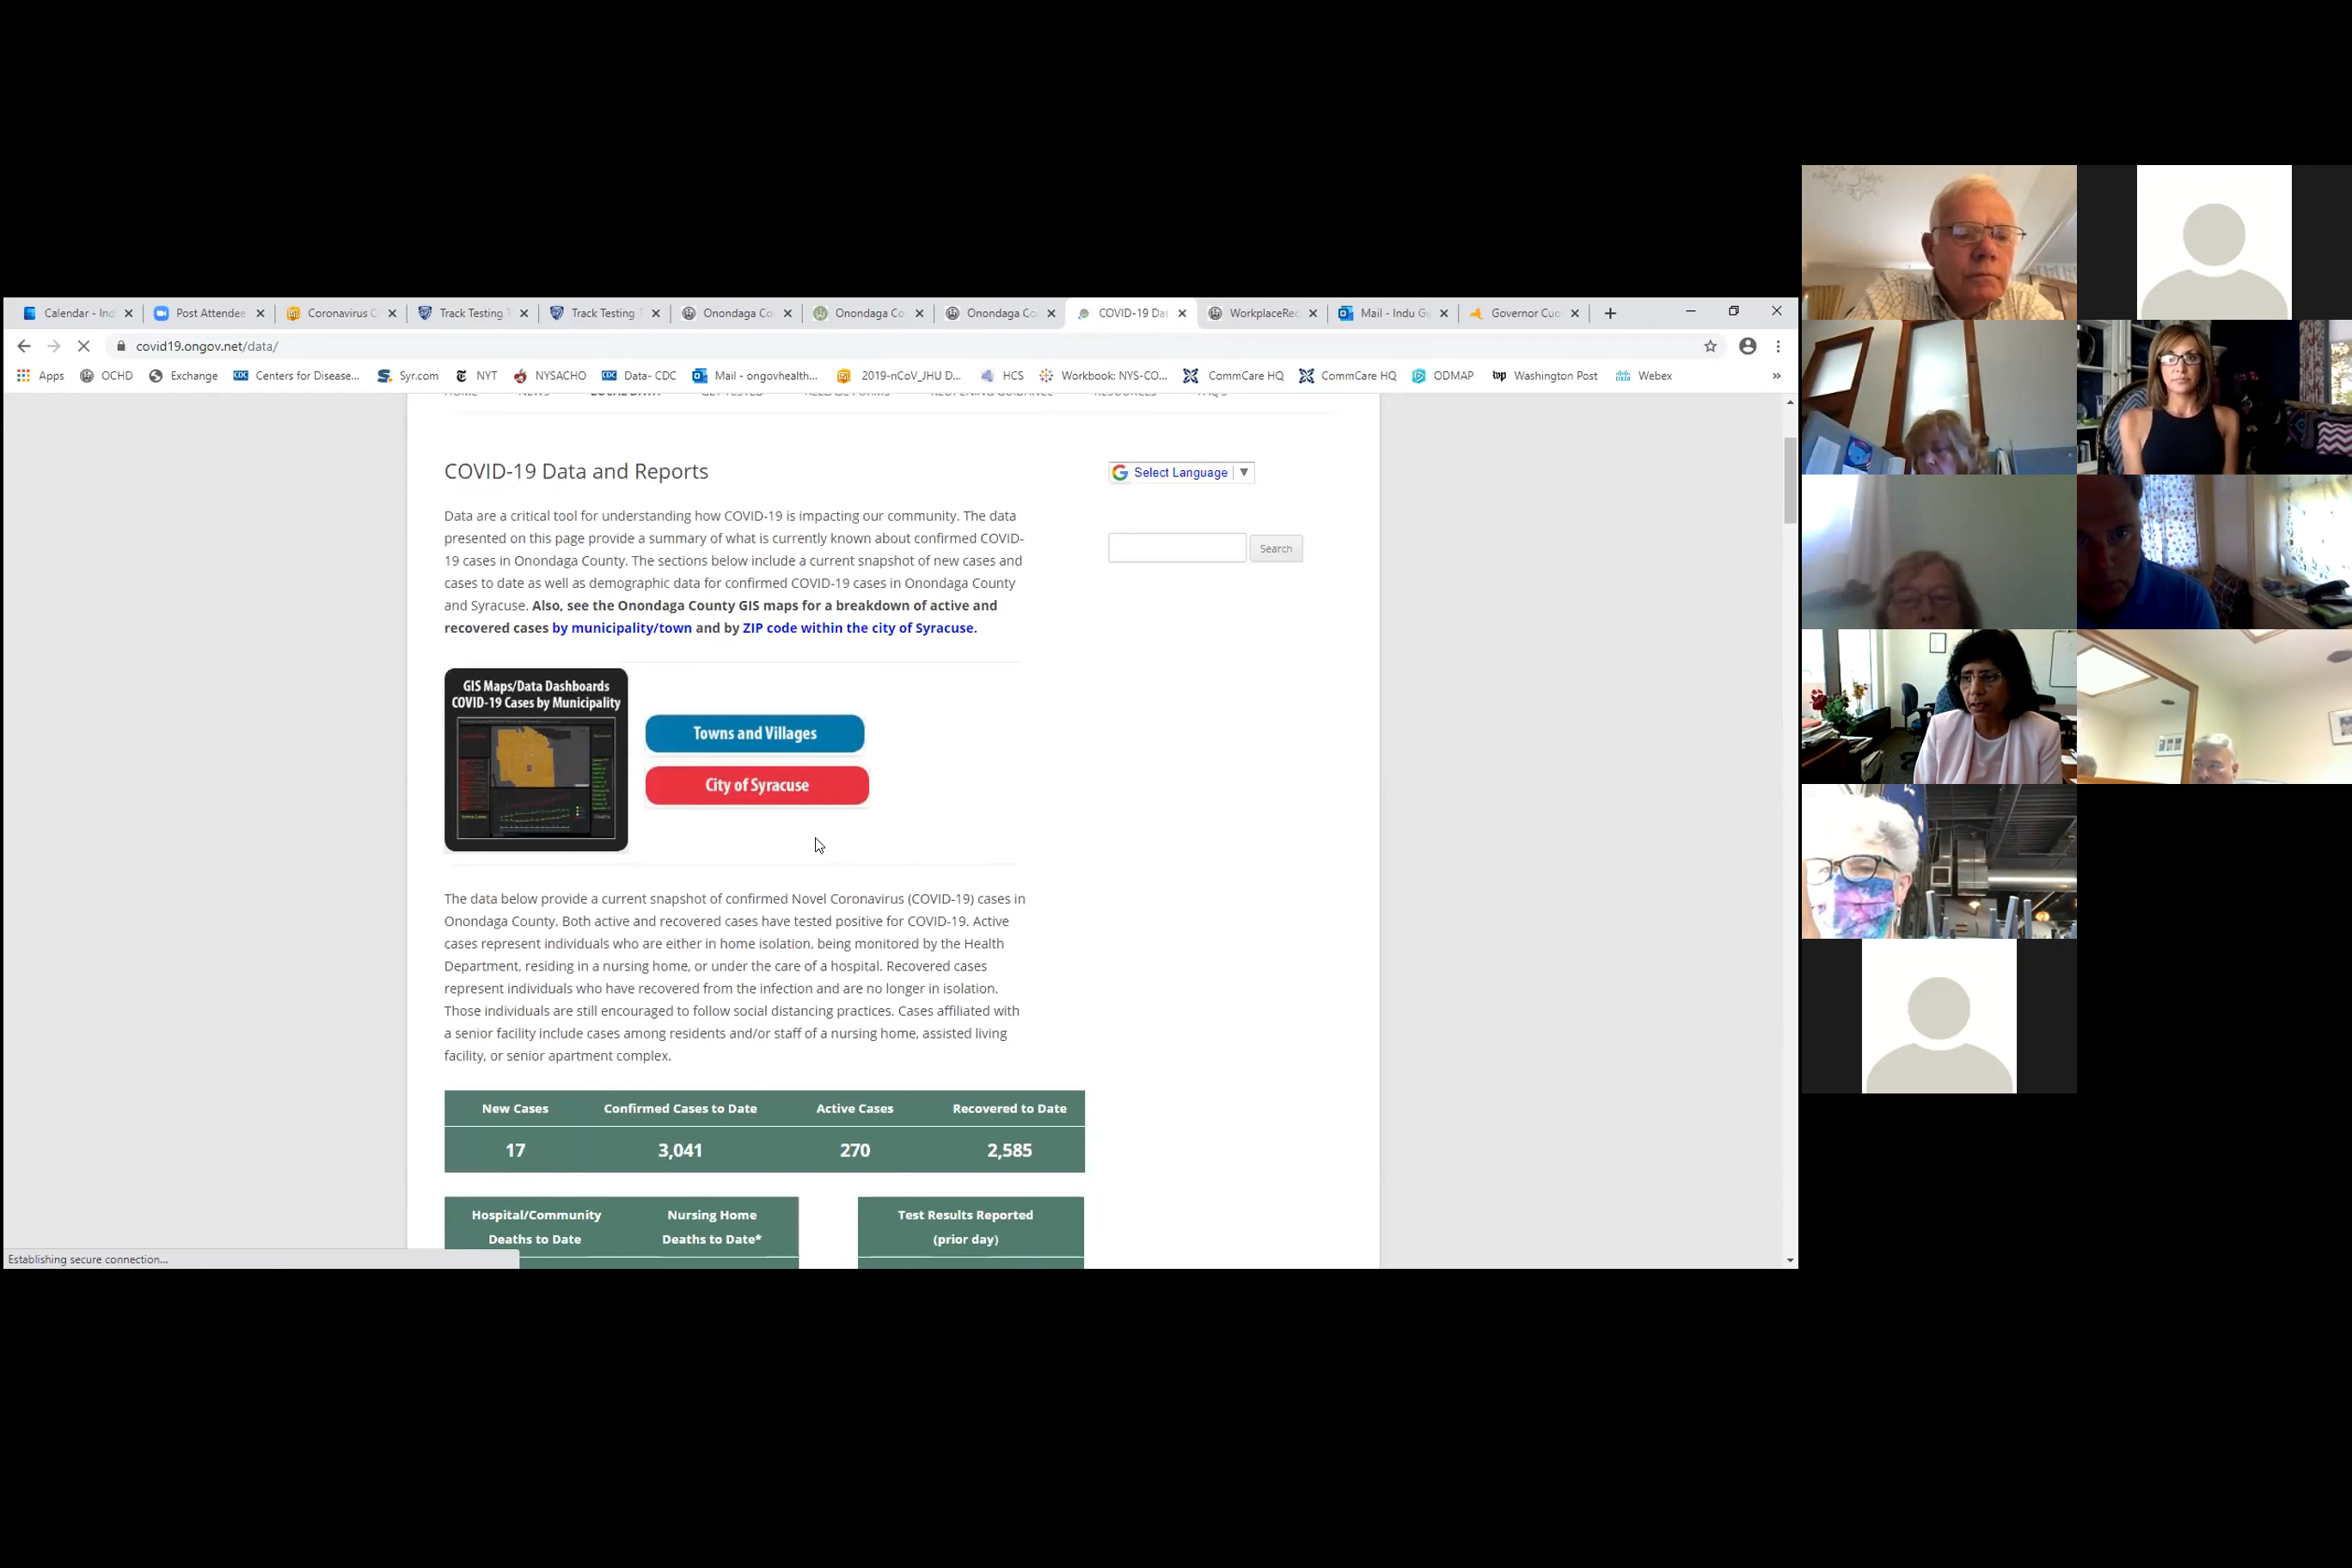 Calendar - Ind
Post Attendee
Coronavirus C
Track Testing T
Track Testing T
Onondaga Co
Onondaga Co
Onondaga Co
COVID-19 Dat
WorkplaceRec
Mail - Indu Gu
Governor Cuo
covid19.ongov.net/data/
Apps OCHD Exchange Centers for Disease... Syr.com NYT NYSACHO Data- CDC Mail - ongovhealth... 2019-nCoV_JHU D... HCS Workbook: NYS-CO... CommCare HQ CommCare HQ ODMAP Washington Post Webex »
HOME NEWS LOCAL DATA GET TESTED RELEASE FORMS REOPENING GUIDANCE RESOURCES FAQ'S
COVID-19 Data and Reports
Select Language
Data are a critical tool for understanding how COVID-19 is impacting our community. The data
presented on this page provide a summary of what is currently known about confirmed COVID-
19 cases in Onondaga County. The sections below include a current snapshot of new cases and
cases to date as well as demographic data for confirmed COVID-19 cases in Onondaga County
and Syracuse. Also, see the Onondaga County GIS maps for a breakdown of active and
recovered cases by municipality/town and by ZIP code within the city of Syracuse.
Search
GIS Maps/Data Dashboards
COVID-19 Cases by Municipality
Towns and Villages
City of Syracuse
The data below provide a current snapshot of confirmed Novel Coronavirus (COVID-19) cases in
Onondaga County. Both active and recovered cases have tested positive for COVID-19. Active
cases represent individuals who are either in home isolation, being monitored by the Health
Department, residing in a nursing home, or under the care of a hospital. Recovered cases
represent individuals who have recovered from the infection and are no longer in isolation.
Those individuals are still encouraged to follow social distancing practices. Cases affiliated with
a senior facility include cases among residents and/or staff of a nursing home, assisted living
facility, or senior apartment complex.
New Cases Confirmed Cases to Date Active Cases Recovered to Date
17 3,041 270 2,585
Hospital/Community Nursing Home Test Results Reported
Deaths to Date Deaths to Date* (prior day)
Establishing secure connection...